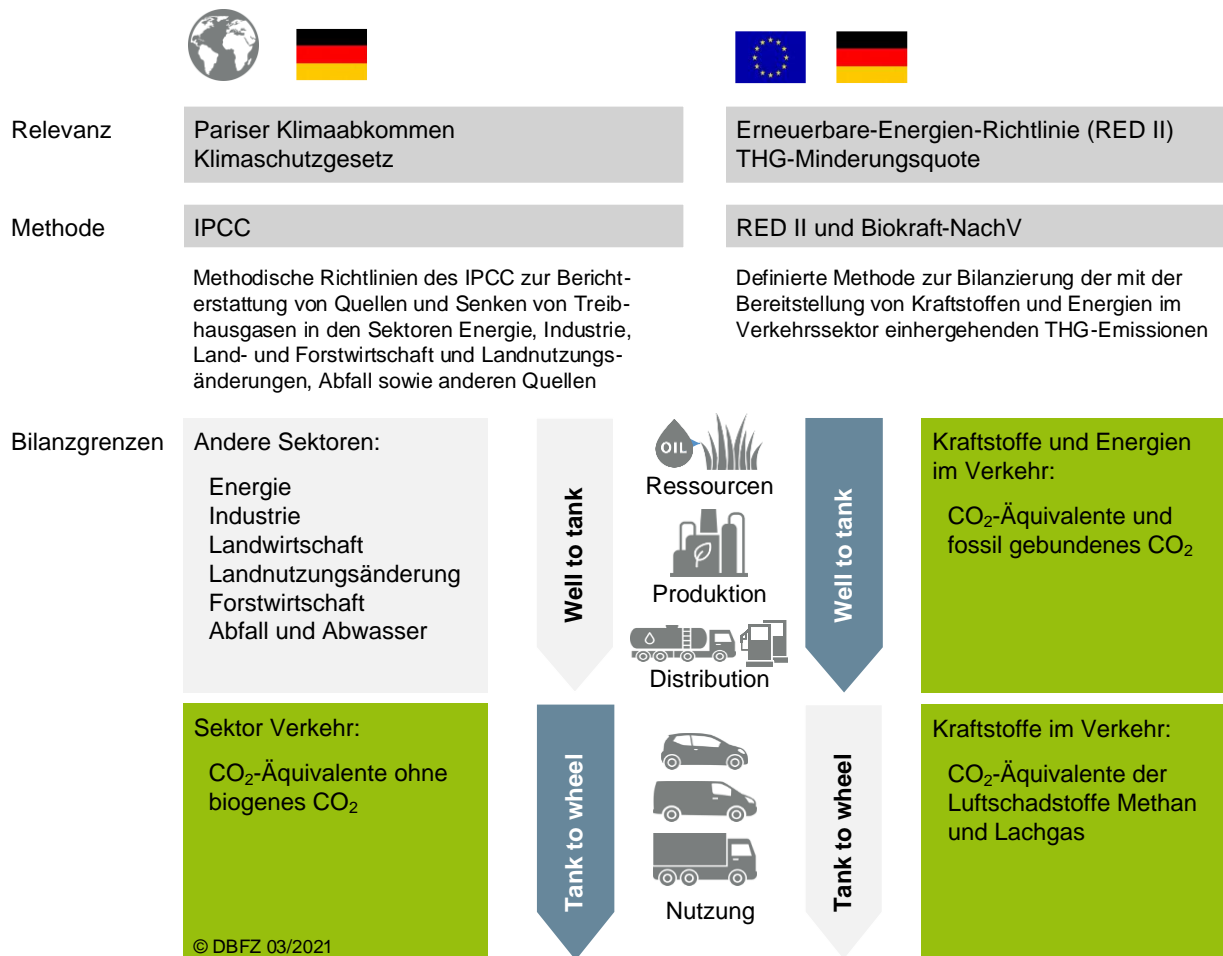 Relevanz
Pariser Klimaabkommen
Klimaschutzgesetz
Erneuerbare-Energien-Richtlinie (RED II)
THG-Minderungsquote
Methode
IPCC
RED II und Biokraft-NachV
Methodische Richtlinien des IPCC zur Bericht-
erstattung von Quellen und Senken von Treib-
hausgasen in den Sektoren Energie, Industrie,
Land- und Forstwirtschaft und Landnutzungs-
änderungen, Abfall sowie anderen Quellen
Definierte Methode zur Bilanzierung der mit der
Bereitstellung von Kraftstoffen und Energien im
Verkehrssektor einhergehenden THG-Emissionen
Bilanzgrenzen
Andere Sektoren:
Energie
Industrie
Landwirtschaft
Landnutzungsänderung
Forstwirtschaft
Abfall und Abwasser
Well to tank
OIL
Ressourcen
Produktion
Distribution
Well to tank
Kraftstoffe und Energien
im Verkehr:
CO₂-Äquivalente und
fossil gebundenes CO₂
Sektor Verkehr:
CO₂-Äquivalente ohne
biogenes CO₂
© DBFZ 03/2021
Tank to wheel
Nutzung
Tank to wheel
Kraftstoffe im Verkehr:
CO₂-Äquivalente der
Luftschadstoffe Methan
und Lachgas